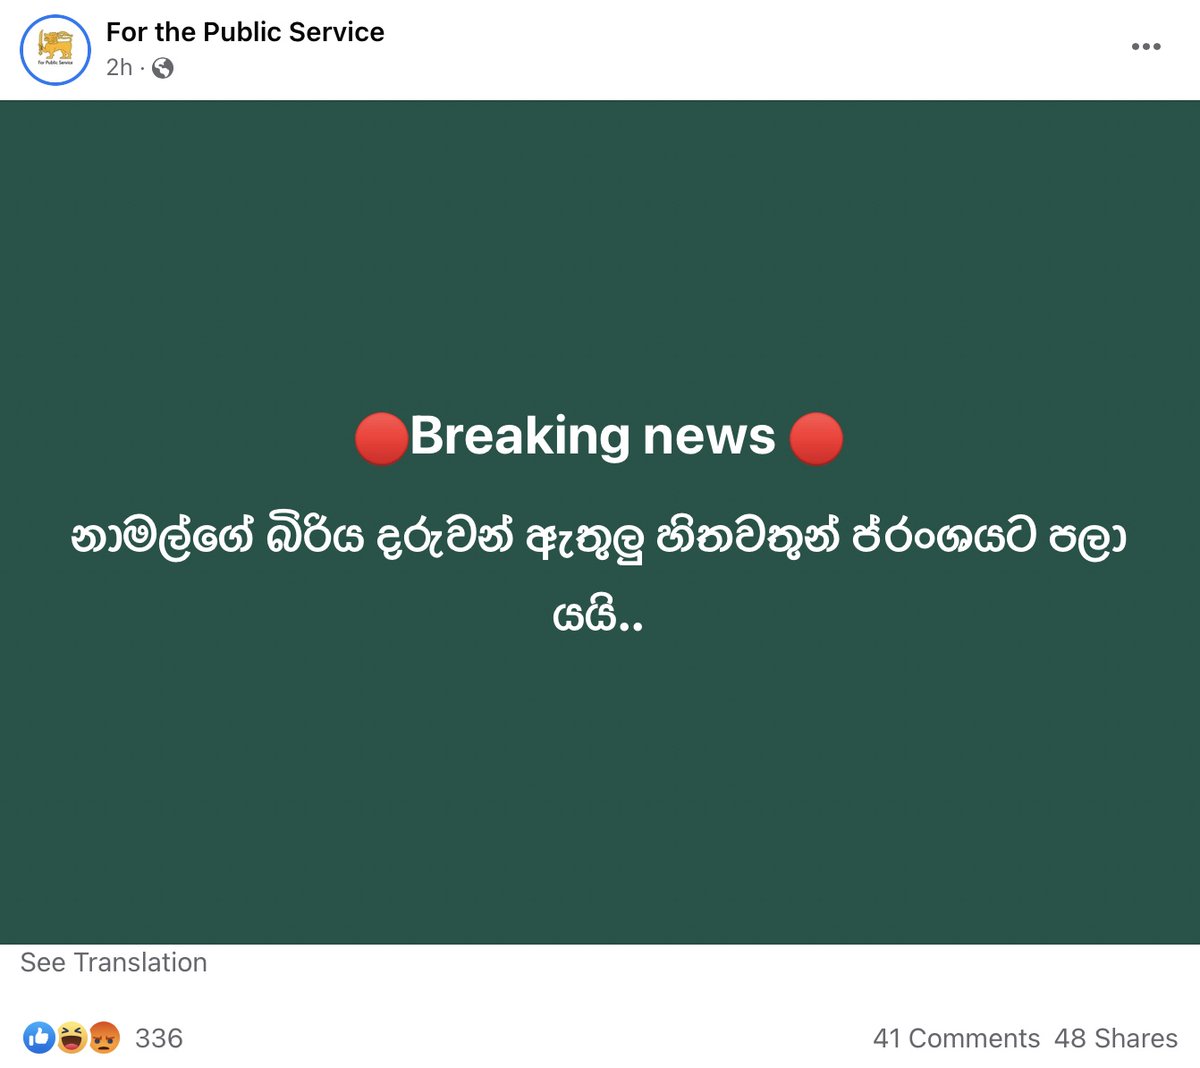 For the Public Service
For Public Service
2h ·
🔴Breaking news 🔴
නාමල්ගේ බිරිය දරුවන් ඇතුලු හිතවතුන් ප්රංශයට පලා
යයි..
See Translation
336
41 Comments 48 Shares